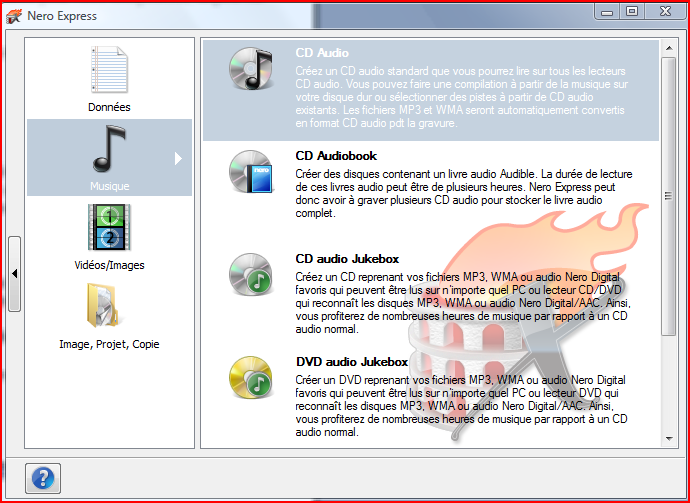 Nero Express
Données
Musique
Vidéos/Images
Image, Projet, Copie
CD Audio
Créez un CD audio standard que vous pourrez lire sur tous les lecteurs
CD audio. Vous pouvez faire une compilation à partir de la musique sur
votre disque dur ou sélectionner des pistes à partir de CD audio
existants. Les fichiers MP3 et WMA seront automatiquement convertis
en format CD audio pdt la gravure.
CD Audiobook
Créer des disques contenant un livre audio Audible. La durée de lecture
de ces livres audio peut être de plusieurs heures. Nero Express peut
donc avoir à graver plusieurs CD audio pour stocker le livre audio
complet.
CD audio Jukebox
Créez un CD reprenant vos fichiers MP3, WMA ou audio Nero Digital
favoris qui peuvent être lus sur n'importe quel PC ou lecteur CD/DVD
qui reconnaît les disques MP3, WMA ou audio Nero Digital/AAC. Ainsi,
vous profiterez de nombreuses heures de musique par rapport à un CD
audio normal.
DVD audio Jukebox
Créer un DVD reprenant vos fichiers MP3, WMA ou audio Nero Digital
favoris qui peuvent être lus sur n'importe quel PC ou lecteur DVD qui
reconnaît les disques MP3, WMA ou audio Nero Digital/AAC. Ainsi,
vous profiterez de nombreuses heures de musique par rapport à un CD
audio normal.